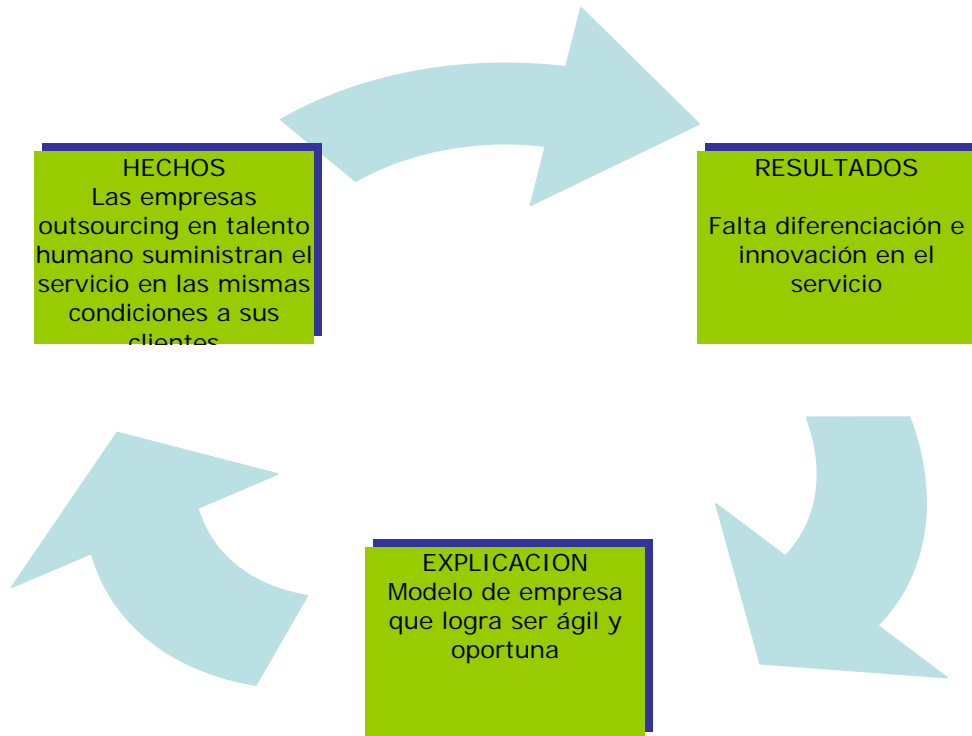 HECHOS
Las empresas
outsourcing en talento
humano suministran el
servicio en las mismas
condiciones a sus
clientes
RESULTADOS
Falta diferenciación e
innovación en el
servicio
EXPLICACION
Modelo de empresa
que logra ser ágil y
oportuna